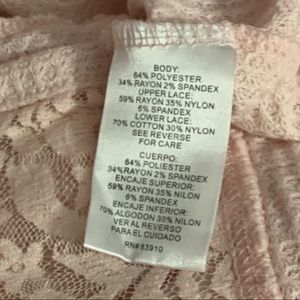 BODY:
64% POLYESTER
34% RAYON 2% SPANDEX
UPPER LACE:
59% RAYON 35% NYLON
6% SPANDEX
LOWER LACE:
70% COTTON 30% NYLON
SEE REVERSE
FOR CARE
CUERPO:
64% POLIESTER
34%RAYON 2% SPANDEX
ENCAJE SUPERIOR:
59% RAYON 35% NYLON
6% SPANDEX
ENCAJE INFERIOR:
70% ALGODON 30% NILON
VER AL REVERSO
PARA EL CUIDADO
RN# 83910